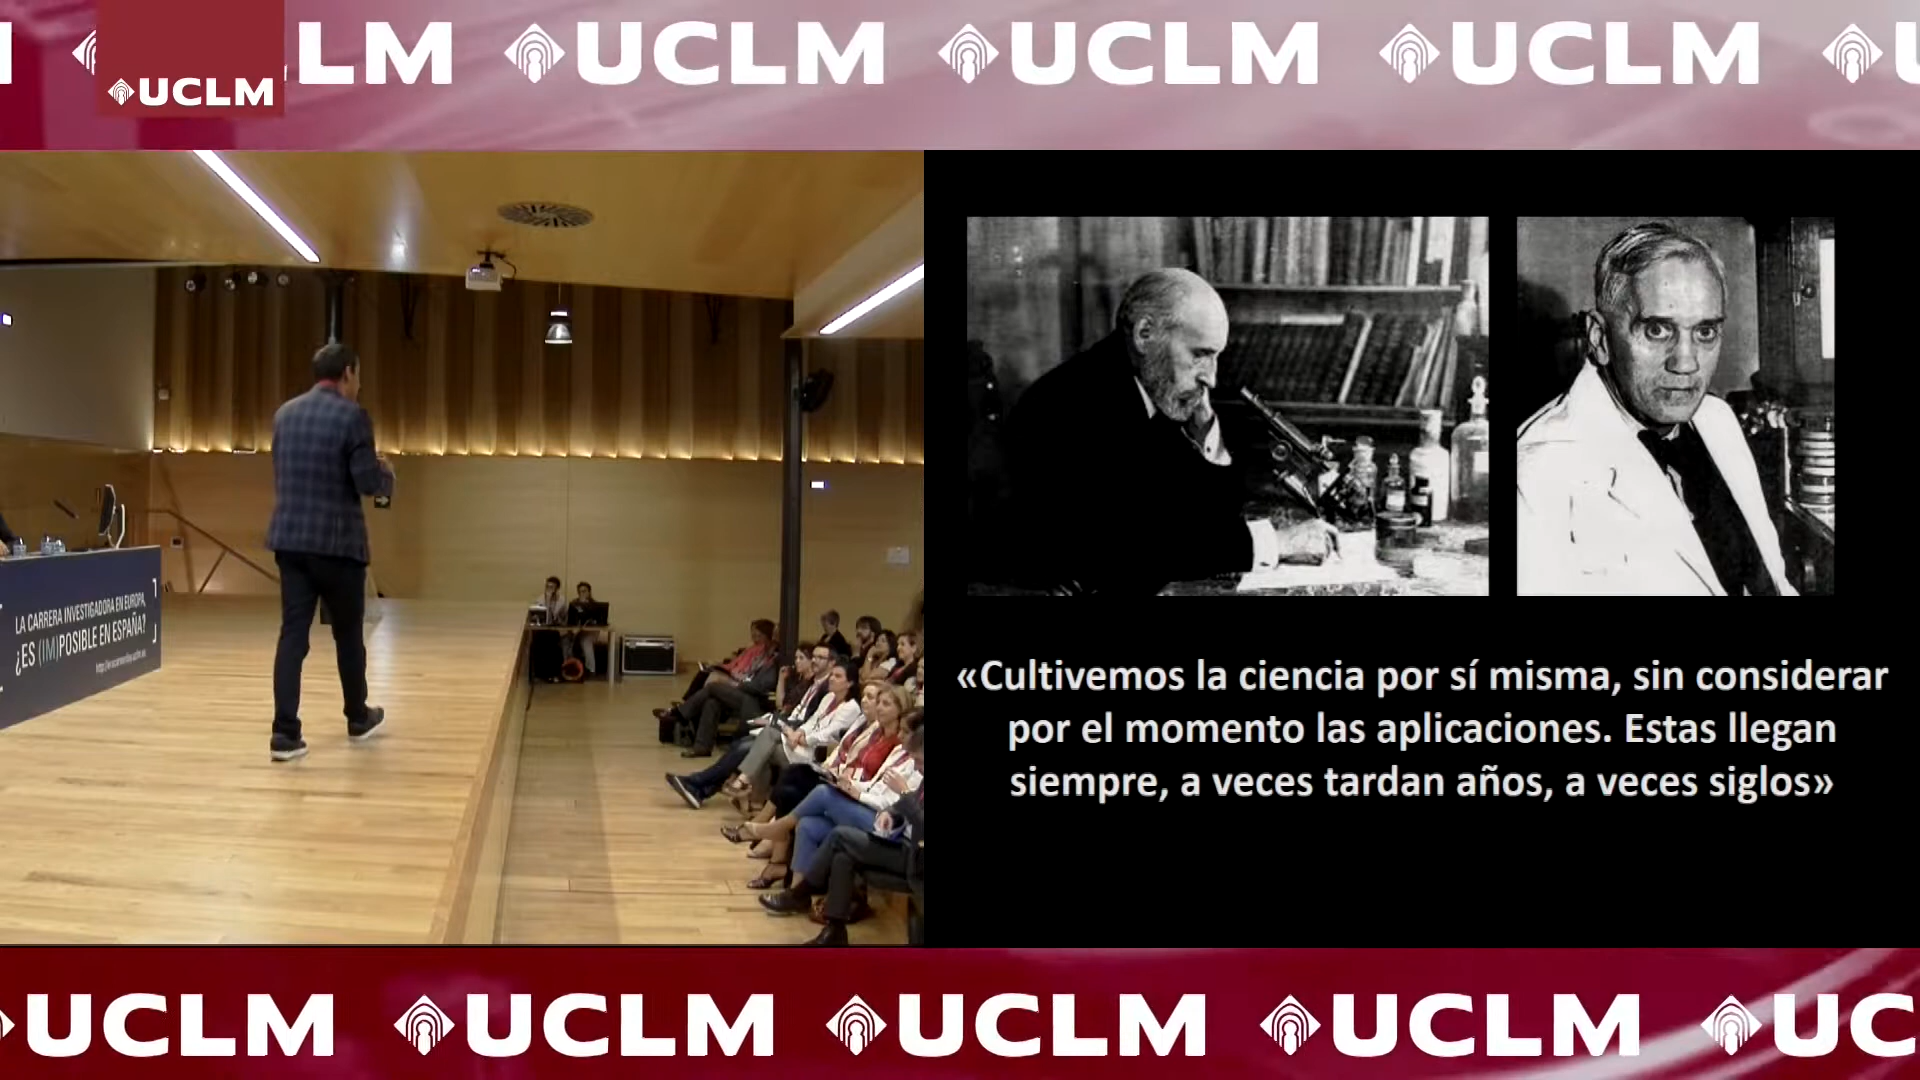 LM UCLM UCLM UCLM U
UCLM
LA CARRERA INVESTIGADORA EN EUROPA,
¿ES (IM)POSIBLE EN ESPAÑA?
«Cultivemos la ciencia por sí misma, sin considerar
por el momento las aplicaciones. Estas llegan
siempre, a veces tardan años, a veces siglos»
UCLM UCLM UCLM UCLM UC